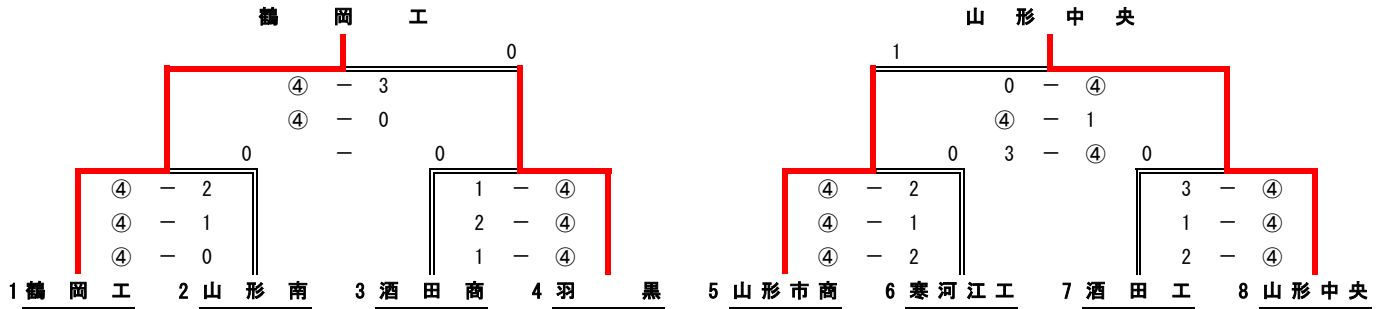 鶴岡工 山形中央
0 1
④ － 3 0 － ④
④ － 0 ④ － 1
0 － 0 0 3 － ④ 0
④ － 2 1 － ④ ④ － 2 3 － ④
④ － 1 2 － ④ ④ － 1 1 － ④
④ － 0 1 － ④ ④ － 2 2 － ④
1 鶴岡工 2 山形南 3 酒田商 4 羽黒 5 山形市商 6 寒河江工 7 酒田工 8 山形中央